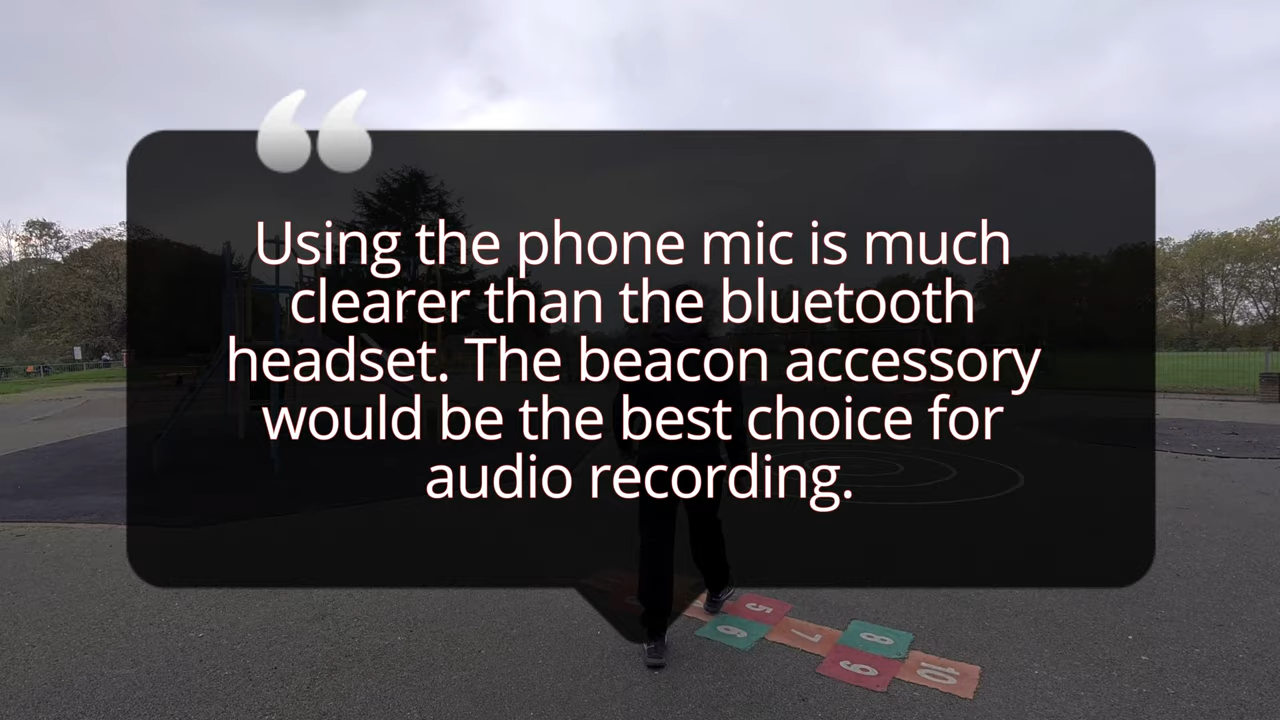 “
Using the phone mic is much
clearer than the bluetooth
headset. The beacon accessory
would be the best choice for
audio recording.
5
6
7
8
9
10